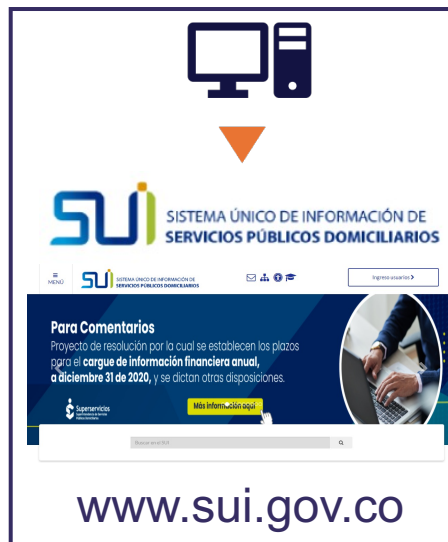 sui
SISTEMA ÚNICO DE INFORMACIÓN DE
SERVICIOS PÚBLICOS DOMICILIARIOS
MENÚ
sui
SISTEMA ÚNICO DE INFORMACIÓN DE
SERVICIOS PÚBLICOS DOMICILIARIOS
Ingreso usuarios
Para Comentarios
Proyecto de resolución por la cual se establecen los plazos
para el cargue de información financiera anual,
a diciembre 31 de 2020, y se dictan otras disposiciones.
Superservicios
Más información aquí
Buscar en el SUI
www.sui.gov.co